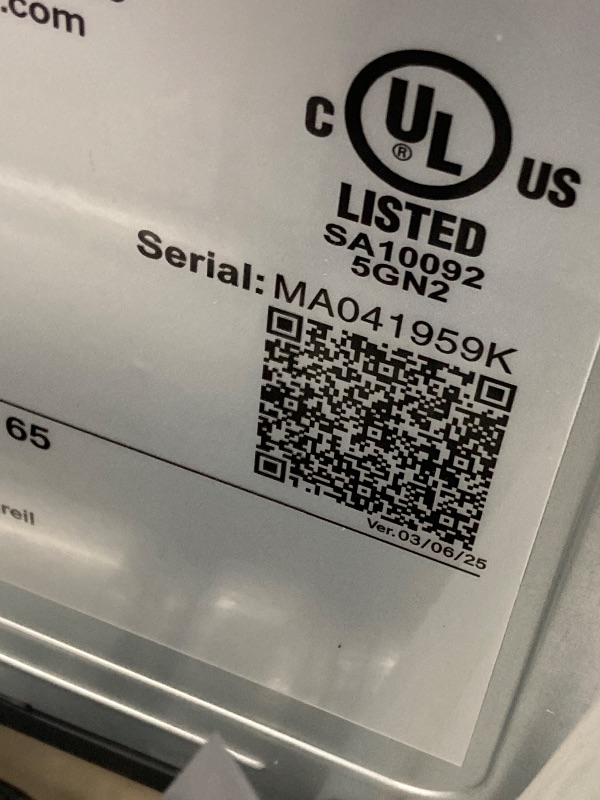 .com
C UL ® US
LISTED
SA10092
5GN2
Serial: MA041959K
65
reil
Ver. 03/06/25